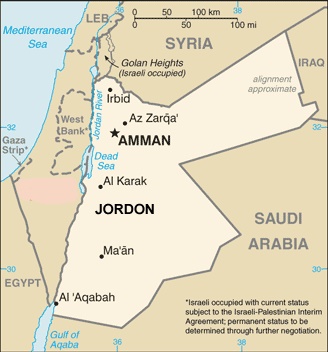 0 50 100 km
0 50 100 mi
LEB.
36
Mediterranean
Sea
SYRIA
Golan Heights
(Israeli occupied)
IRAQ
alignment
approximate
Irbid
Jordan River
Az Zarqa'
32
West
Bank*
AMMAN
32
Gaza
Strip*
Dead
Sea
Al Karak
JORDON
SAUDI
ARABIA
Ma'ān
30
30
EGYPT
Al 'Aqabah
*Israeli occupied with current status
subject to the Israeli-Palestinian Interim
Agreement; permanent status to be
determined through further negotiation.
Gulf of
Aqaba
36
38